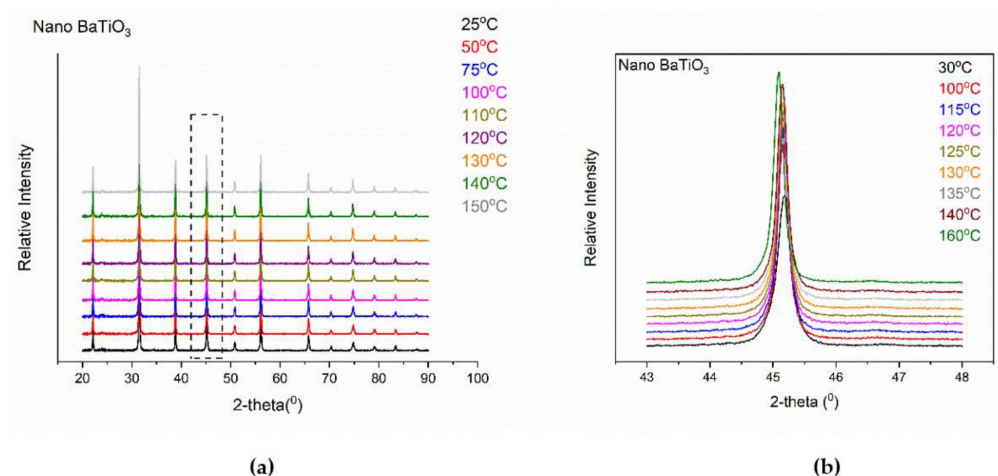 Nano BaTiO₃
25°C
50°C
75°C
100°C
110°C
120°C
130°C
140°C
150°C
Relative Intensity
20 30 40 50 60 70 80 90 100
2-theta(⁰)
(a)
Nano BaTiO₃
30°C
100°C
115°C
120°C
125°C
130°C
135°C
140°C
160°C
Relative Intensity
43 44 45 46 47 48
2-theta (⁰)
(b)